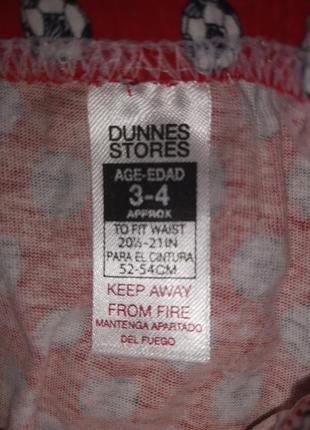 DUNNES
STORES
AGE-EDAD
3-4
APPROX
TO FIT WAIST
20½-21IN
PARA EL CINTURA
52-54CM
KEEP AWAY
FROM FIRE
MANTENGA APARTADO
DEL FUEGO